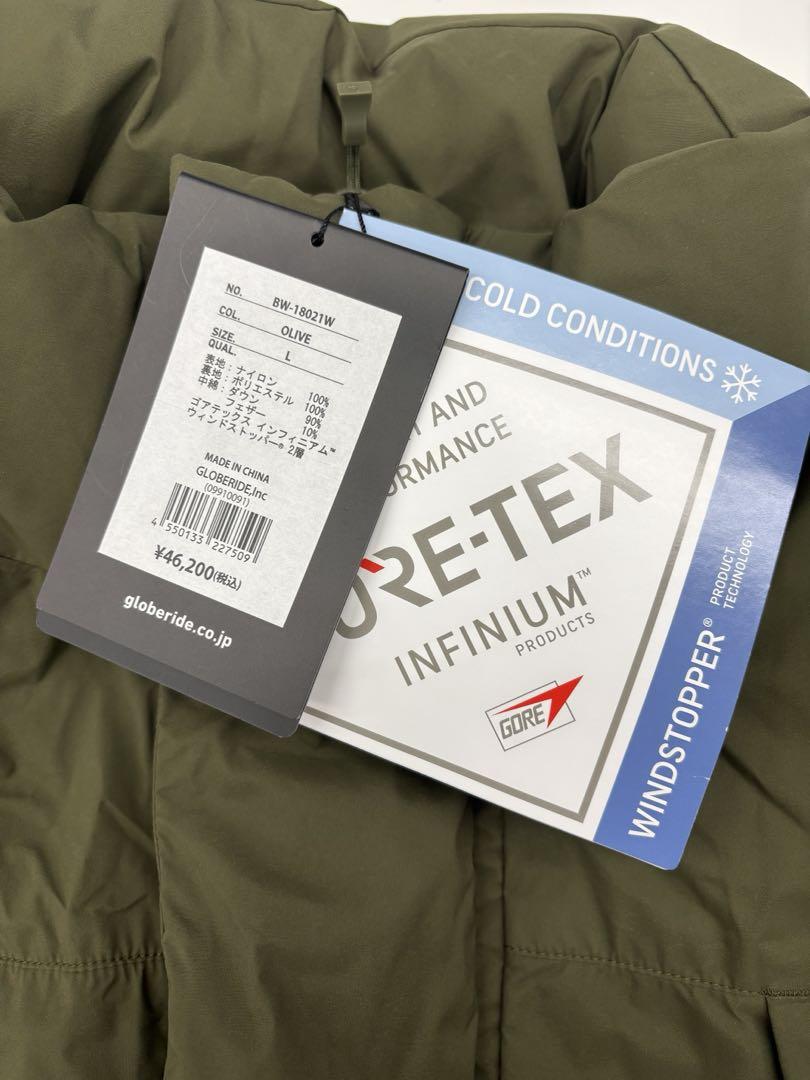 NO. BW-18021W
COL. OLIVE
SIZE. L
QUAL.
表地：ナイロン 100%
裏地：ポリエステル 100%
中綿：ダウン 90%
フェザー 10%
ゴアテックス インフィニアム™
ウィンドストッパー® 2層
MADE IN CHINA
GLOBERIDE,Inc
(09910091)
4 550133 227509
¥46,200(税込)
globeride.co.jp
COLD CONDITIONS
AND
GORE-TEX
INFINIUM™
PRODUCTS
GORE
WINDSTOPPER® PRODUCT
TECHNOLOGY